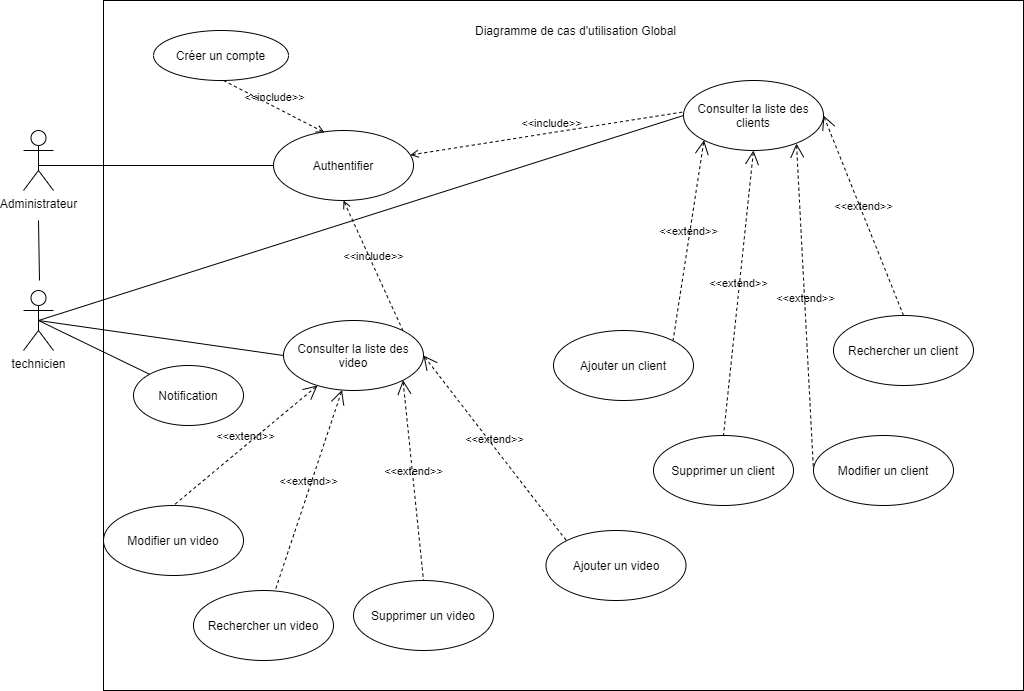 Diagramme de cas d'utilisation Global
Créer un compte
<<include>>
Consulter la liste des
clients
<<include>>
Authentifier
Administrateur
<<extend>>
<<extend>>
<<include>>
<<extend>>
<<extend>>
technicien
Consulter la liste des
video
Ajouter un client
Rechercher un client
Notification
<<extend>>
<<extend>>
<<extend>>
<<extend>>
Supprimer un client
Modifier un client
Modifier un video
Ajouter un video
Rechercher un video
Supprimer un video